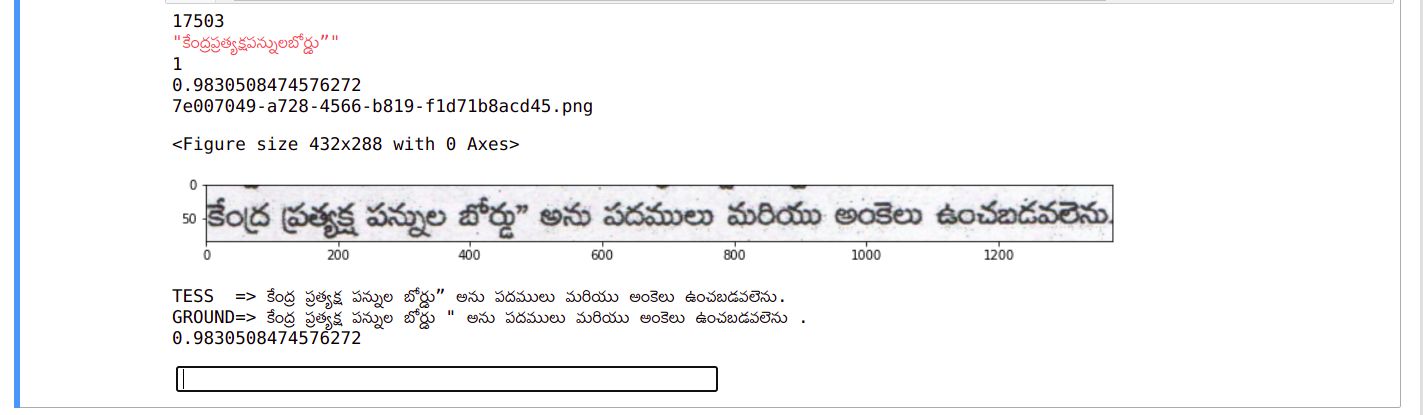 17503
"కేంద్రప్రత్యక్షపన్నులబోర్డు”"
1
0.9830508474576272
7e007049-a728-4566-b819-f1d71b8acd45.png
<Figure size 432x288 with 0 Axes>
0
50
కేంద్ర ప్రత్యక్ష పన్నుల బోర్డు” అను పదములు మరియు అంకెలు ఉంచబడవలెను.
0 200 400 600 800 1000 1200
TESS => కేంద్ర ప్రత్యక్ష పన్నుల బోర్డు” అను పదములు మరియు అంకెలు ఉంచబడవలెను.
GROUND=> కేంద్ర ప్రత్యక్ష పన్నుల బోర్డు " అను పదములు మరియు అంకెలు ఉంచబడవలెను .
0.9830508474576272